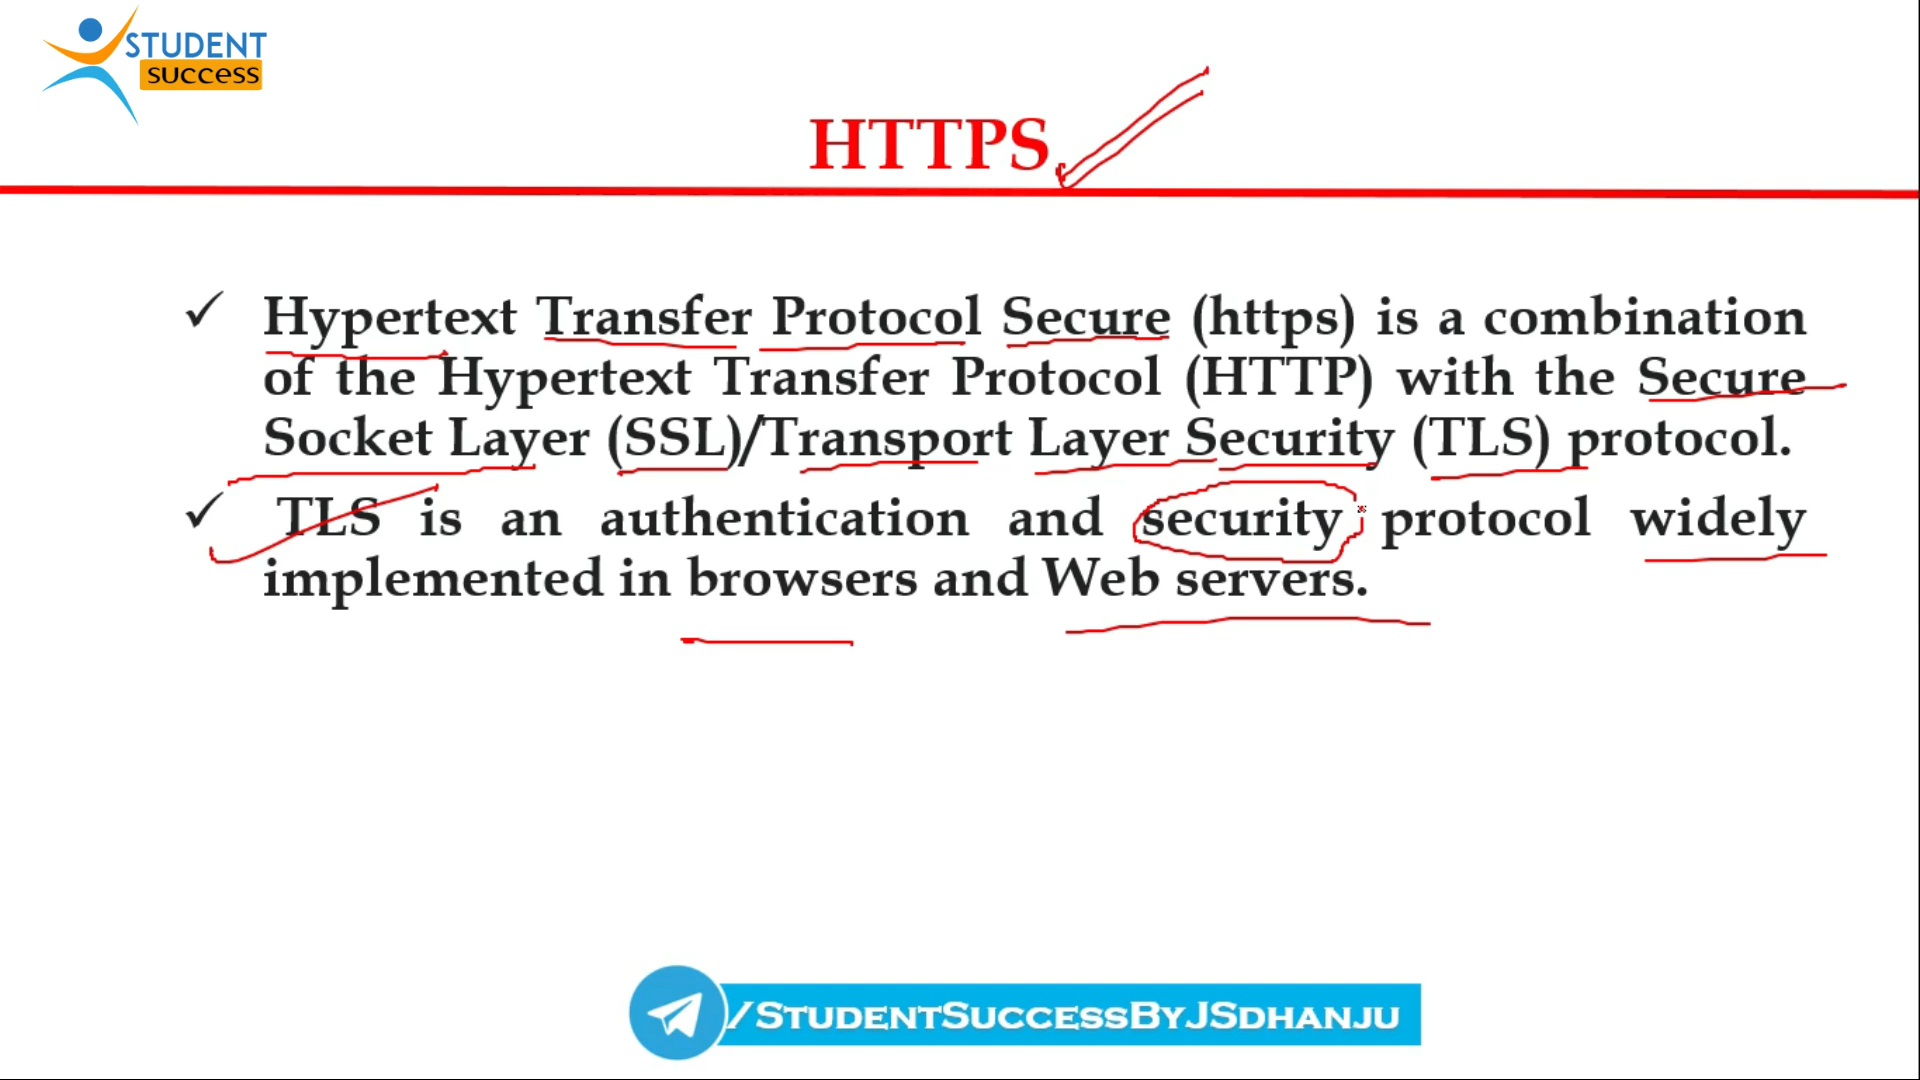 STUDENT
success
HTTPS
✓ Hypertext Transfer Protocol Secure (https) is a combination
of the Hypertext Transfer Protocol (HTTP) with the Secure
Socket Layer (SSL)/Transport Layer Security (TLS) protocol.
✓ TLS is an authentication and security protocol widely
implemented in browsers and Web servers.
/STUDENTSUCCESSBYJSDHANJU